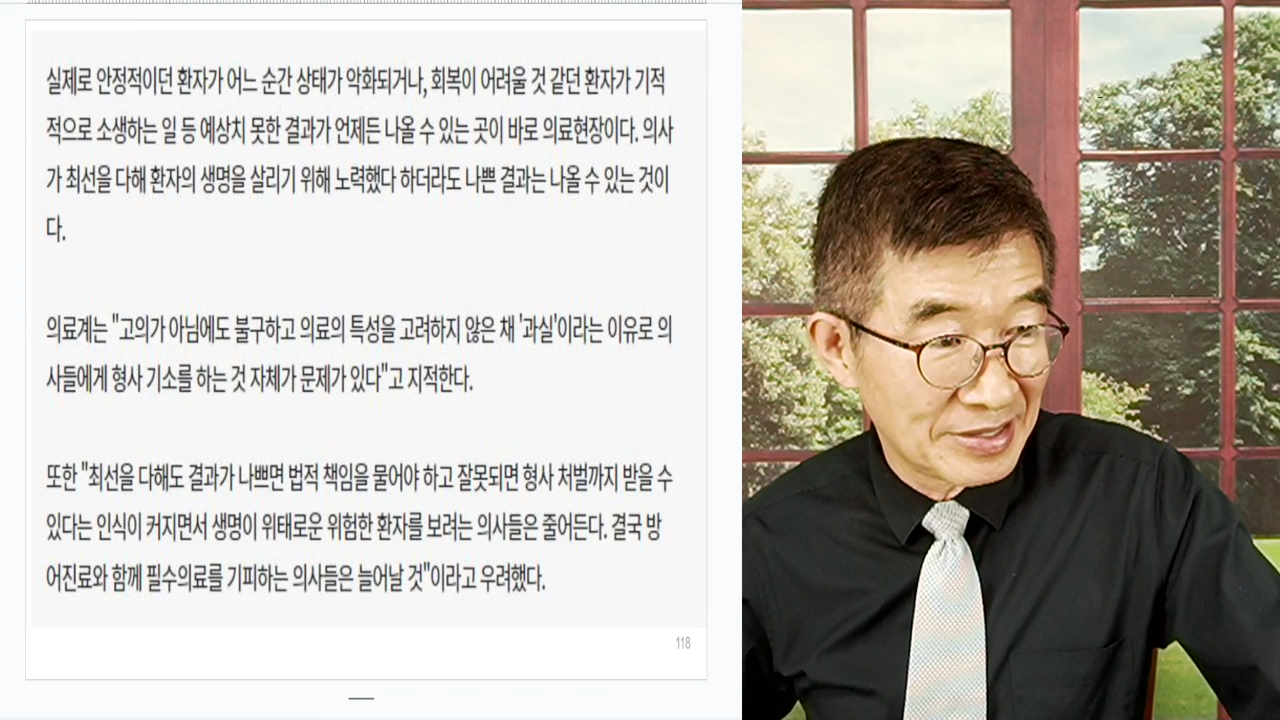 실제로 안정적이던 환자가 어느 순간 상태가 악화되거나, 회복이 어려울 것 같던 환자가 기적
적으로 소생하는 일 등 예상치 못한 결과가 언제든 나올 수 있는 곳이 바로 의료현장이다. 의사
가 최선을 다해 환자의 생명을 살리기 위해 노력했다 하더라도 나쁜 결과는 나올 수 있는 것이
다.
의료계는 "고의가 아님에도 불구하고 의료의 특성을 고려하지 않은 채 '과실'이라는 이유로 의
사들에게 형사 기소를 하는 것 자체가 문제가 있다"고 지적한다.
또한 "최선을 다해도 결과가 나쁘면 법적 책임을 물어야 하고 잘못되면 형사 처벌까지 받을 수
있다는 인식이 커지면서 생명이 위태로운 위험한 환자를 보려는 의사들은 줄어든다. 결국 방
어진료와 함께 필수의료를 기피하는 의사들은 늘어날 것"이라고 우려했다.
118